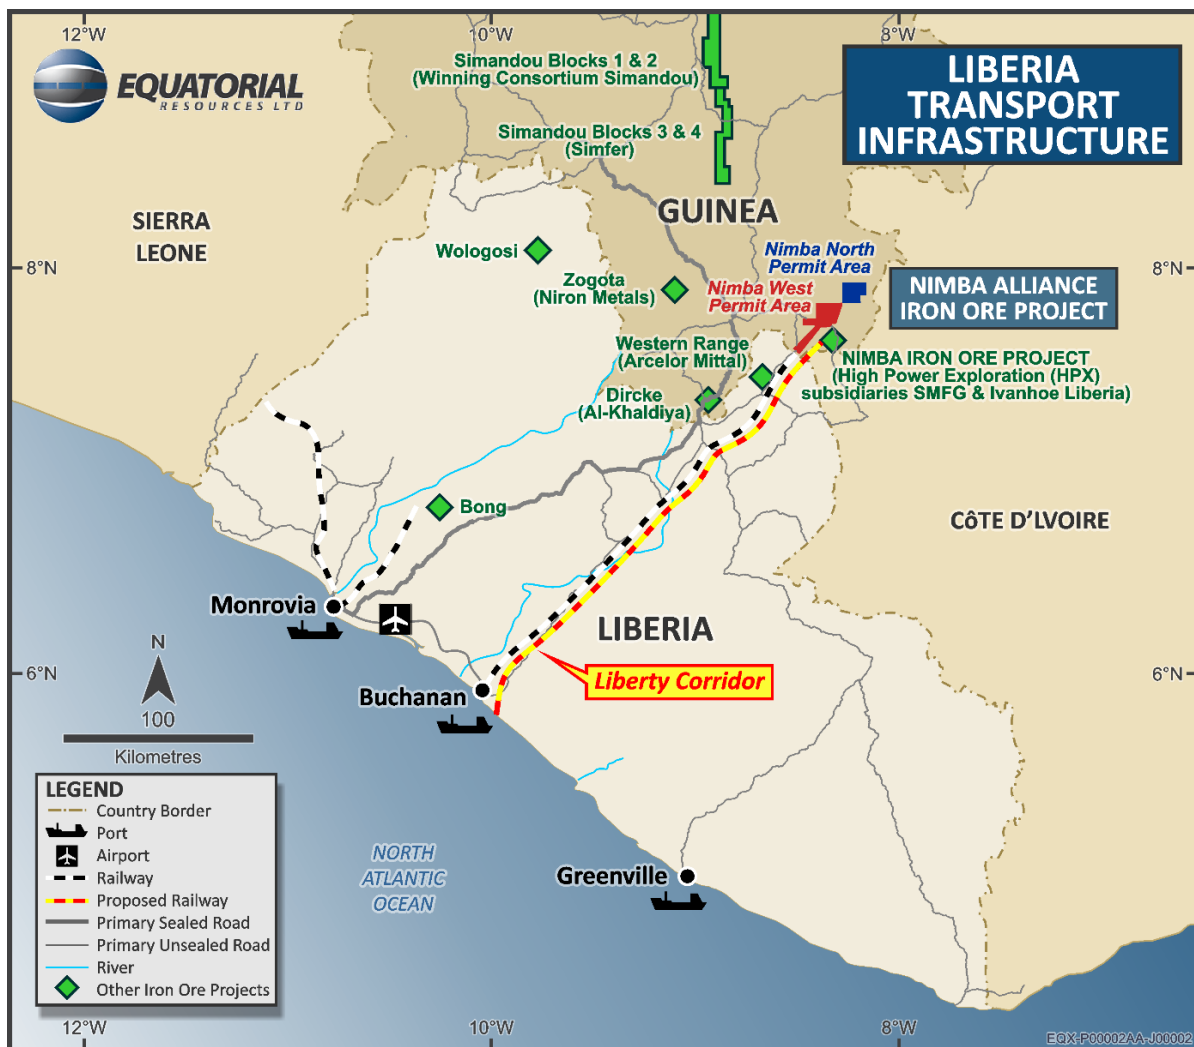 12°W
10°W
8°W
EQUATORIAL
RESOURCES LTD
LIBERIA
TRANSPORT
INFRASTRUCTURE
Simandou Blocks 1 & 2
(Winning Consortium Simandou)
Simandou Blocks 3 & 4
(Simfer)
GUINEA
SIERRA
LEONE
Wologosi
8°N
8°N
Nimba North
Permit Area
Zogota
(Niron Metals)
Nimba West
Permit Area
NIMBA ALLIANCE
IRON ORE PROJECT
Western Range
(Arcelor Mittal)
NIMBA IRON ORE PROJECT
(High Power Exploration (HPX)
subsidiaries SMFG & Ivanhoe Liberia)
Dircke
(Al-Khaldiya)
Bong
CôTE D'LVOIRE
Monrovia
LIBERIA
N
6°N
6°N
Liberty Corridor
Buchanan
100
Kilometres
LEGEND
Country Border
Port
Airport
Railway
Proposed Railway
Primary Sealed Road
Primary Unsealed Road
River
Other Iron Ore Projects
NORTH
ATLANTIC
OCEAN
Greenville
12°W
10°W
8°W
EQX-P00002AA-J00002